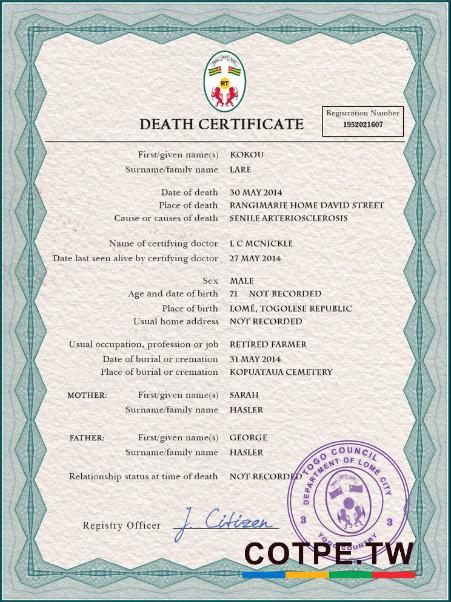 RT
DEATH CERTIFICATE
Registration Number
1952021607
First/given name(s) KOKOU
Surname/family name LARE
Date of death 30 MAY 2014
Place of death RANGIMARIE HOME DAVID STREET
Cause or causes of death SENILE ARTERIOSCLEROSIS
Name of certifying doctor L C MCNICKLE
Date last seen alive by certifying doctor 27 MAY 2014
Sex MALE
Age and date of birth 71 NOT RECORDED
Place of birth LOMÉ, TOGOLESE REPUBLIC
Usual home address NOT RECORDED
Usual occupation, profession or job RETIRED FARMER
Date of burial or cremation 31 MAY 2014
Place of burial or cremation KOPUATAUA CEMETERY
MOTHER: First/given name(s) SARAH
Surname/family name HASLER
FATHER: First/given name(s) GEORGE
Surname/family name HASLER
Relationship status at time of death NOT RECORDED
TOGO COUNCIL
DEPARTMENT OF LOME CITY
3 3
TOGO COUNTRY
Registry Officer J. Citizen
COTPE.TW